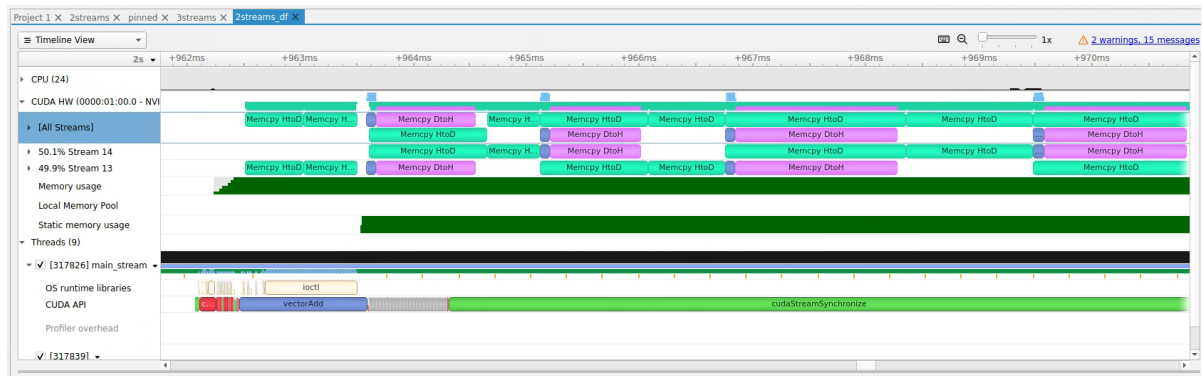 Project 1 X 2streams X pinned X 3streams X 2streams_df X
Timeline View 1x 2 warnings, 15 messages
2s +962ms +963ms +964ms +965ms +966ms +967ms +968ms +969ms +970ms
CPU (24)
CUDA HW (0000:01:00.0 - NVI
[All Streams] Memcpy HtoD Memcpy H... Memcpy DtoH Memcpy H... Memcpy HtoD Memcpy HtoD Memcpy HtoD Memcpy HtoD Memcpy HtoD
Memcpy HtoD Memcpy DtoH Memcpy DtoH ... Memcpy DtoH
50.1% Stream 14 Memcpy HtoD Memcpy H... Memcpy DtoH Memcpy HtoD Memcpy HtoD ... Memcpy DtoH
49.9% Stream 13 Memcpy HtoD Memcpy H... Memcpy DtoH Memcpy HtoD Memcpy HtoD Memcpy DtoH Memcpy HtoD
Memory usage
Local Memory Pool
Static memory usage
Threads (9)
[317826] main_stream
OS runtime libraries ioctl
CUDA API c... vectorAdd cudaStreamSynchronize
Profiler overhead
[317839]